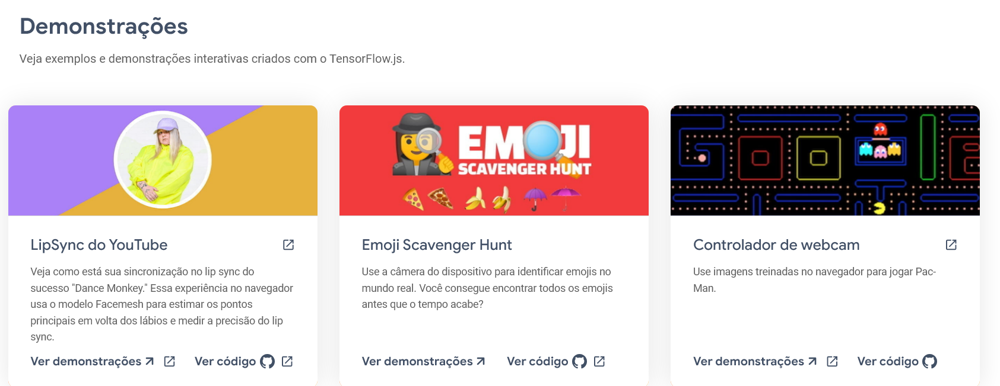 Demonstrações
Veja exemplos e demonstrações interativas criados com o TensorFlow.js.
EMOJI
SCAVENGER HUNT
LipSync do YouTube
Veja como está sua sincronização no lip sync do
sucesso "Dance Monkey." Essa experiência no navegador
usa o modelo Facemesh para estimar os pontos
principais em volta dos lábios e medir a precisão do lip
sync.
Ver demonstrações
Ver código
Emoji Scavenger Hunt
Use a câmera do dispositivo para identificar emojis no
mundo real. Você consegue encontrar todos os emojis
antes que o tempo acabe?
Ver demonstrações
Ver código
Controlador de webcam
Use imagens treinadas no navegador para jogar Pac-
Man.
Ver demonstrações
Ver código